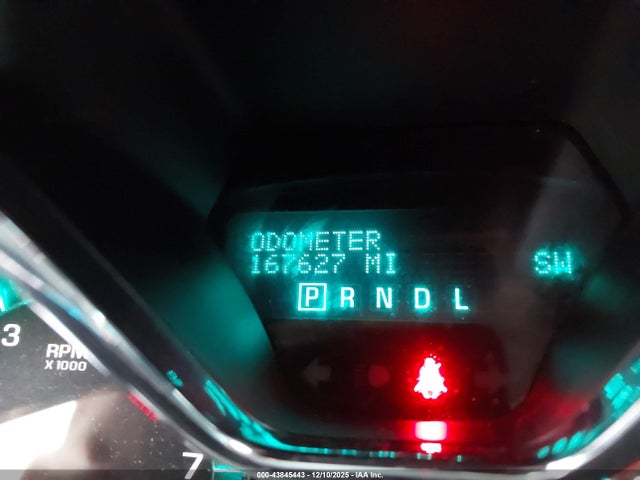 ODOMETER
167627 MI SW
P R N D L
3
RPM
X 1000
7
000-43845443 - 12/10/2025 - IAA Inc.